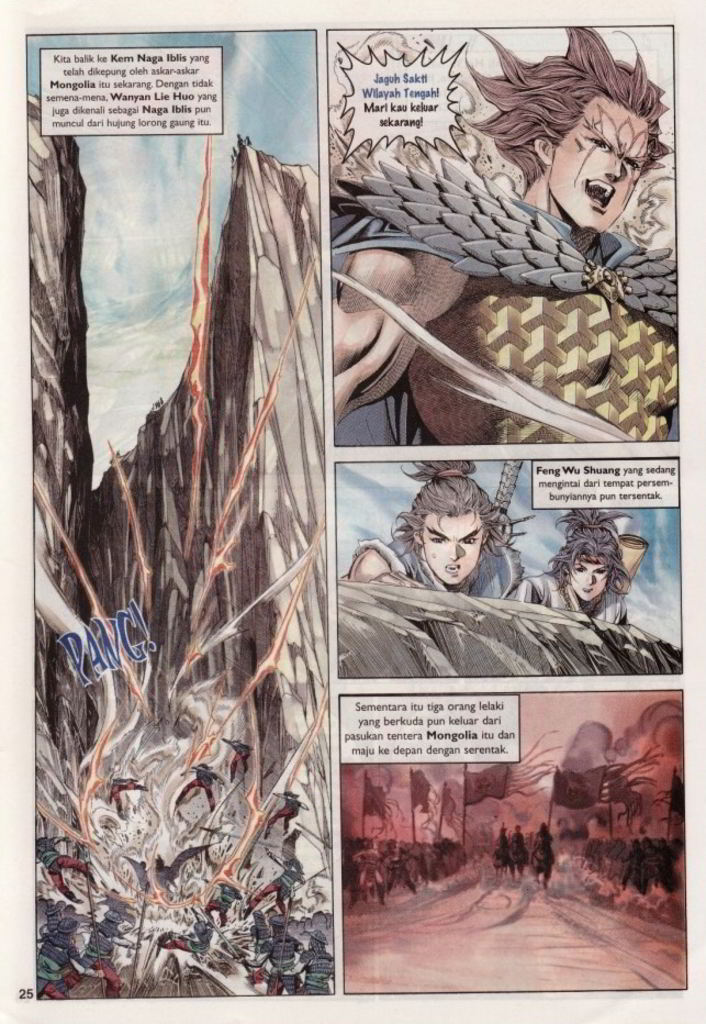 Kita balik ke Kem Naga Iblis yang
telah dikepung oleh askar-askar
Mongolia itu sekarang. Dengan tidak
semena-mena, Wanyan Lie Huo yang
juga dikenali sebagai Naga Iblis pun
muncul dari hujung lorong gaung itu.
PANG!
Jaguh Sakti
Wilayah Tengah!
Mari kau keluar
sekarang!
Feng Wu Shuang yang sedang
mengintai dari tempat persem-
bunyiannya pun tersentak.
Sementara itu tiga orang lelaki
yang berkuda pun keluar dari
pasukan tentera Mongolia itu dan
maju ke depan dengan serentak.
25